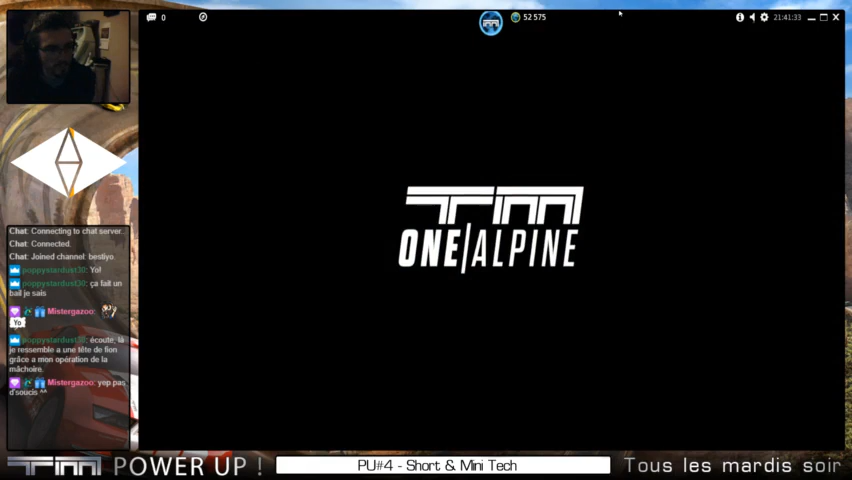 0
52 575
21:41:33
TM
ONE|ALPINE
Chat: Connecting to chat server..
Chat: Connected.
Chat: Joined channel: bestiyo
poppystardust30: Yo!
poppystardust30: ça fait un
bail je sais
Mistergazoo:
Yo
poppystardust30: écoute, là
je ressemble a une tête de fion
grâce a mon opération de la
mâchoire.
Mistergazoo: yep pas
d'soucis ^^
TM POWER UP !
PU#4 - Short & Mini Tech
Tous les mardis soir